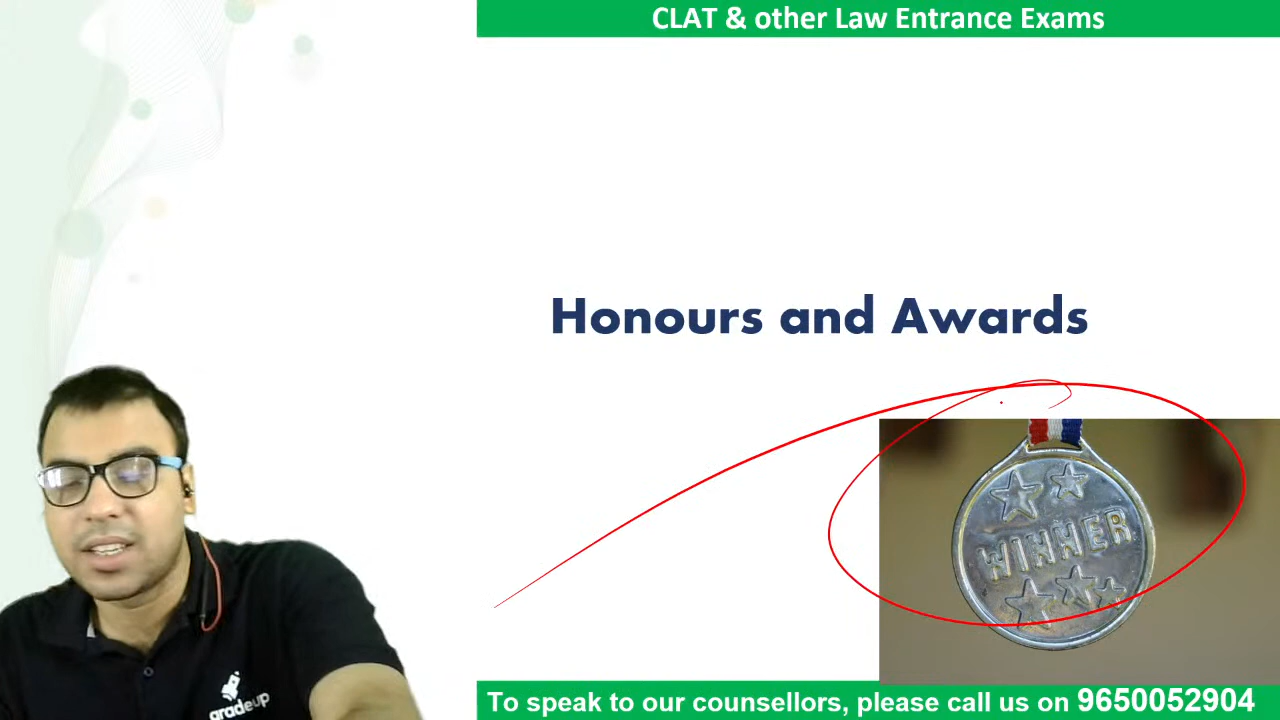 CLAT & other Law Entrance Exams
Honours and Awards
WINNER
gradeup
To speak to our counsellors, please call us on 9650052904